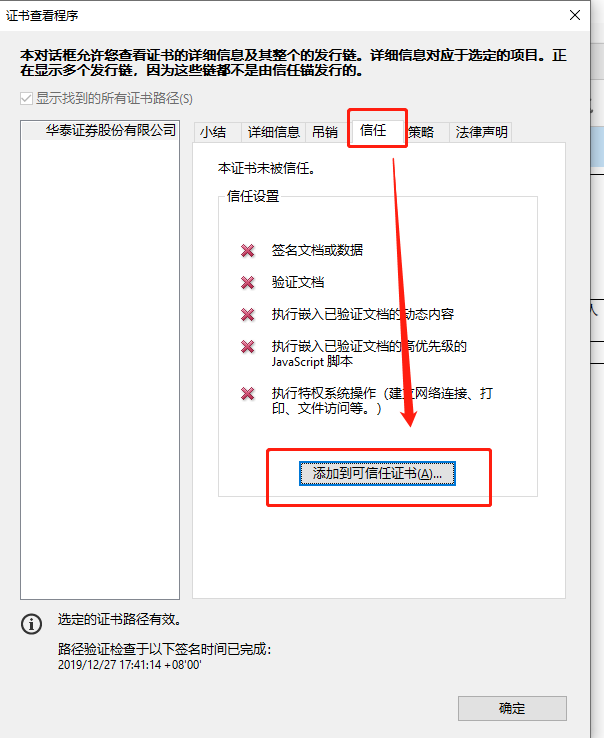 证书查看程序
本对话框允许您查看证书的详细信息及其整个的发行链。详细信息对应于选定的项目。正
在显示多个发行链，因为这些链都不是由信任锚发行的。
显示找到的所有证书路径(S)
华泰证券股份有限公司
小结 详细信息 吊销 信任 策略 法律声明
本证书未被信任。
信任设置
签名文档或数据
验证文档
执行嵌入已验证文档的动态内容
执行嵌入已验证文档的高优先级的
JavaScript 脚本
执行特权系统操作（建立网络连接、打
印、文件访问等。）
添加到可信任证书(A)...
选定的证书路径有效。
路径验证检查于以下签名时间已完成:
2019/12/27 17:41:14 +08'00'
确定